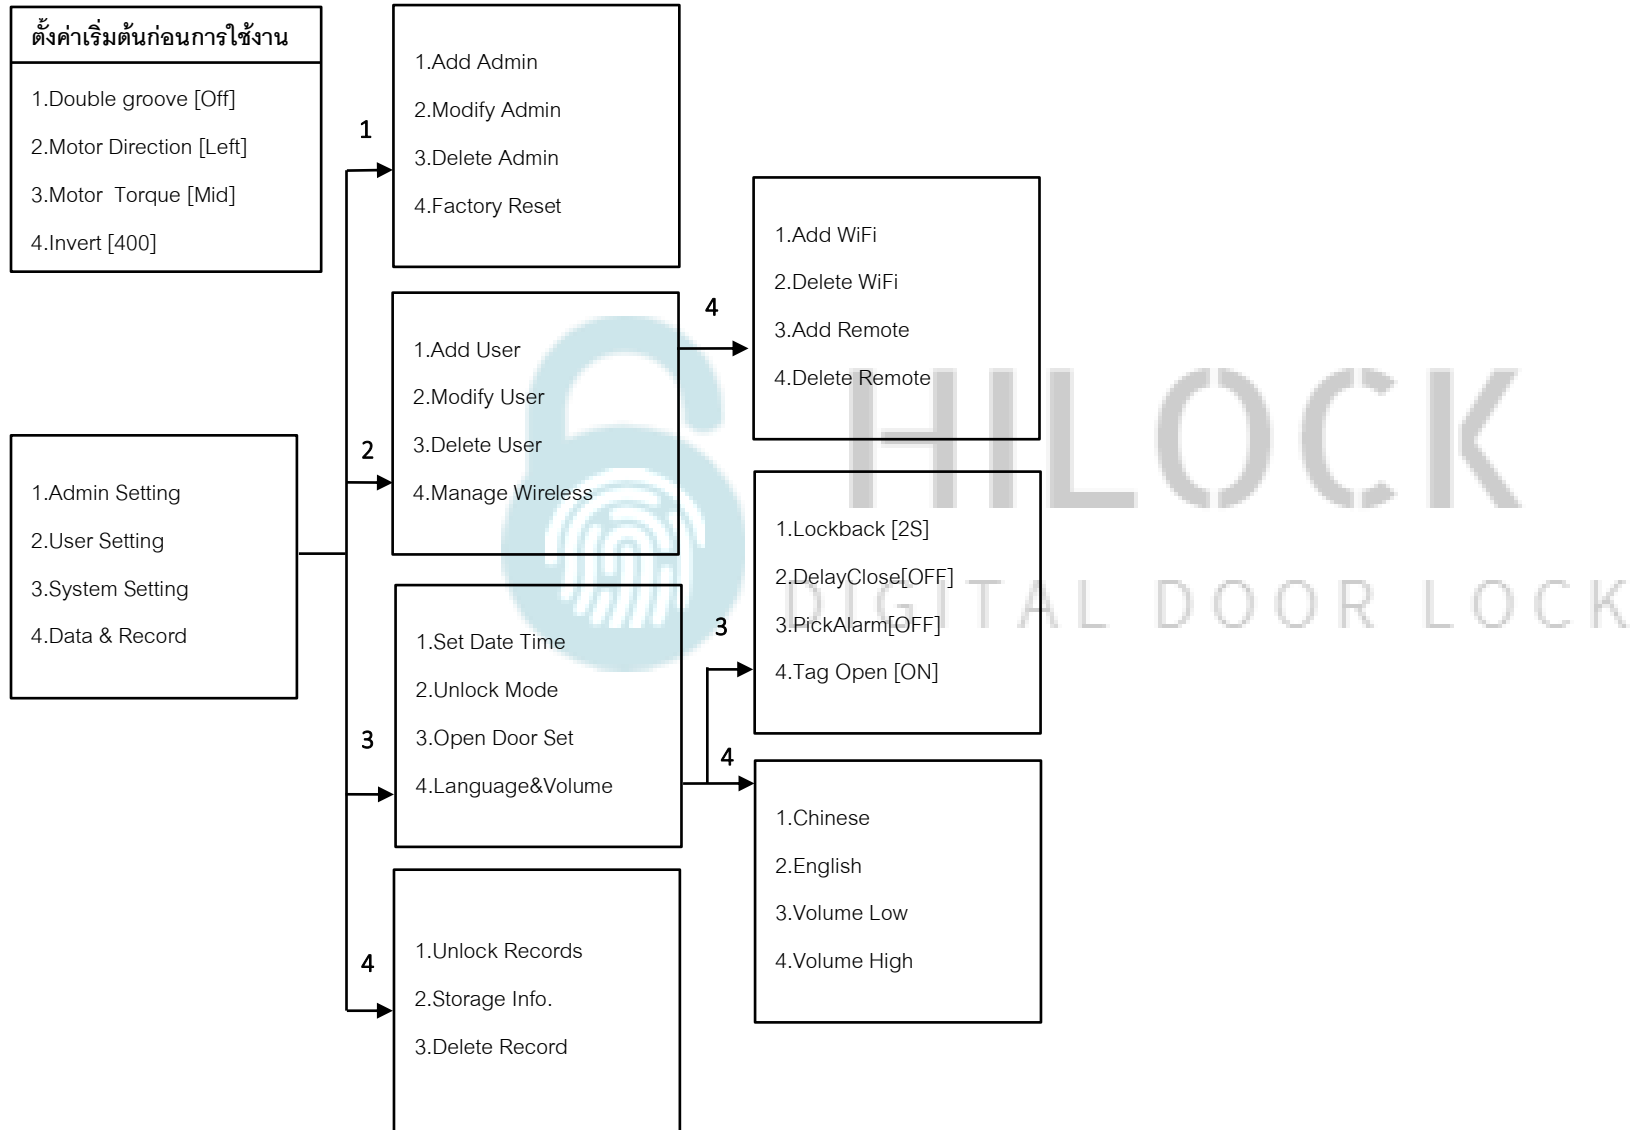 ตั้งค่าเริ่มต้นก่อนการใช้งาน
1.Double groove [Off]
2.Motor Direction [Left]
3.Motor  Torque [Mid]
4.Invert [400]
1.Admin Setting
2.User Setting
3.System Setting
4.Data & Record
1
1.Add Admin
2.Modify Admin
3.Delete Admin
4.Factory Reset
2
1.Add User
2.Modify User
3.Delete User
4.Manage Wireless
4
1.Add WiFi
2.Delete WiFi
3.Add Remote
4.Delete Remote
3
1.Set Date Time
2.Unlock Mode
3.Open Door Set
4.Language&Volume
3
1.Lockback [2S]
2.DelayClose[OFF]
3.PickAlarm[OFF]
4.Tag Open [ON]
4
1.Chinese
2.English
3.Volume Low
4.Volume High
4
1.Unlock Records
2.Storage Info.
3.Delete Record
HILOCK
DIGITAL DOOR LOCK